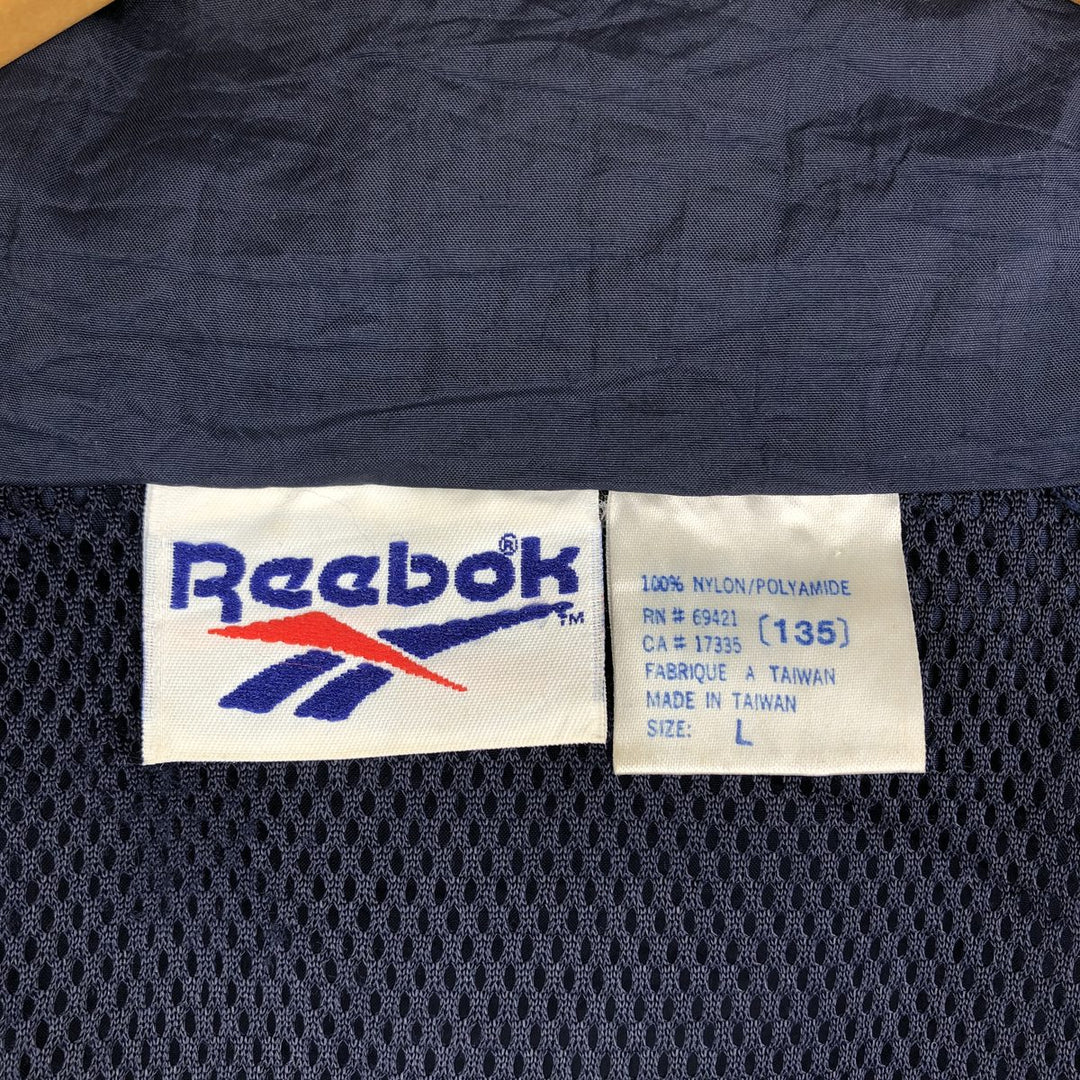 Reebok®
TM
100% NYLON/POLYAMIDE
RN # 69421
CA # 17335 [135]
FABRIQUE A TAIWAN
MADE IN TAIWAN
SIZE: L